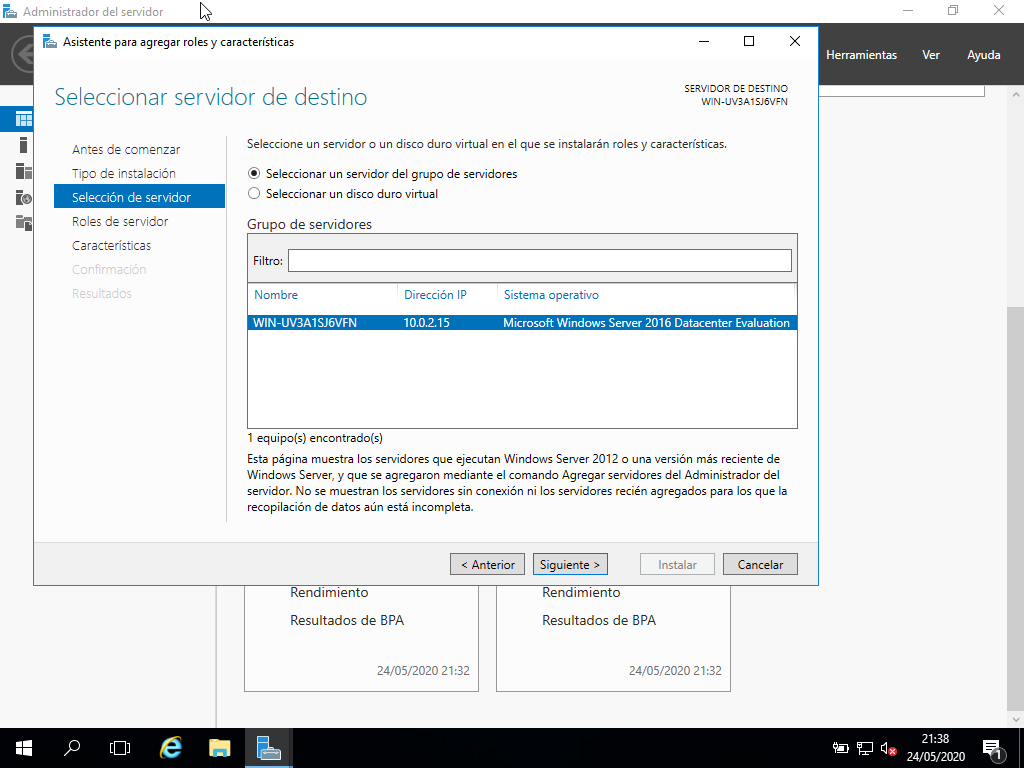 Administrador del servidor
Asistente para agregar roles y características
Herramientas
Ver
Ayuda
Seleccionar servidor de destino
SERVIDOR DE DESTINO
WIN-UV3A1SJ6VFN
Antes de comenzar
Tipo de instalación
Selección de servidor
Roles de servidor
Características
Confirmación
Resultados
Seleccione un servidor o un disco duro virtual en el que se instalarán roles y características.
Seleccionar un servidor del grupo de servidores
Seleccionar un disco duro virtual
Grupo de servidores
Filtro:
Nombre Dirección IP Sistema operativo
WIN-UV3A1SJ6VFN 10.0.2.15 Microsoft Windows Server 2016 Datacenter Evaluation
1 equipo(s) encontrado(s)
Esta página muestra los servidores que ejecutan Windows Server 2012 o una versión más reciente de
Windows Server, y que se agregaron mediante el comando Agregar servidores del Administrador del
servidor. No se muestran los servidores sin conexión ni los servidores recién agregados para los que la
recopilación de datos aún está incompleta.
< Anterior
Siguiente >
Instalar
Cancelar
Rendimiento
Resultados de BPA
24/05/2020 21:32
Rendimiento
Resultados de BPA
24/05/2020 21:32
21:38
24/05/2020
1